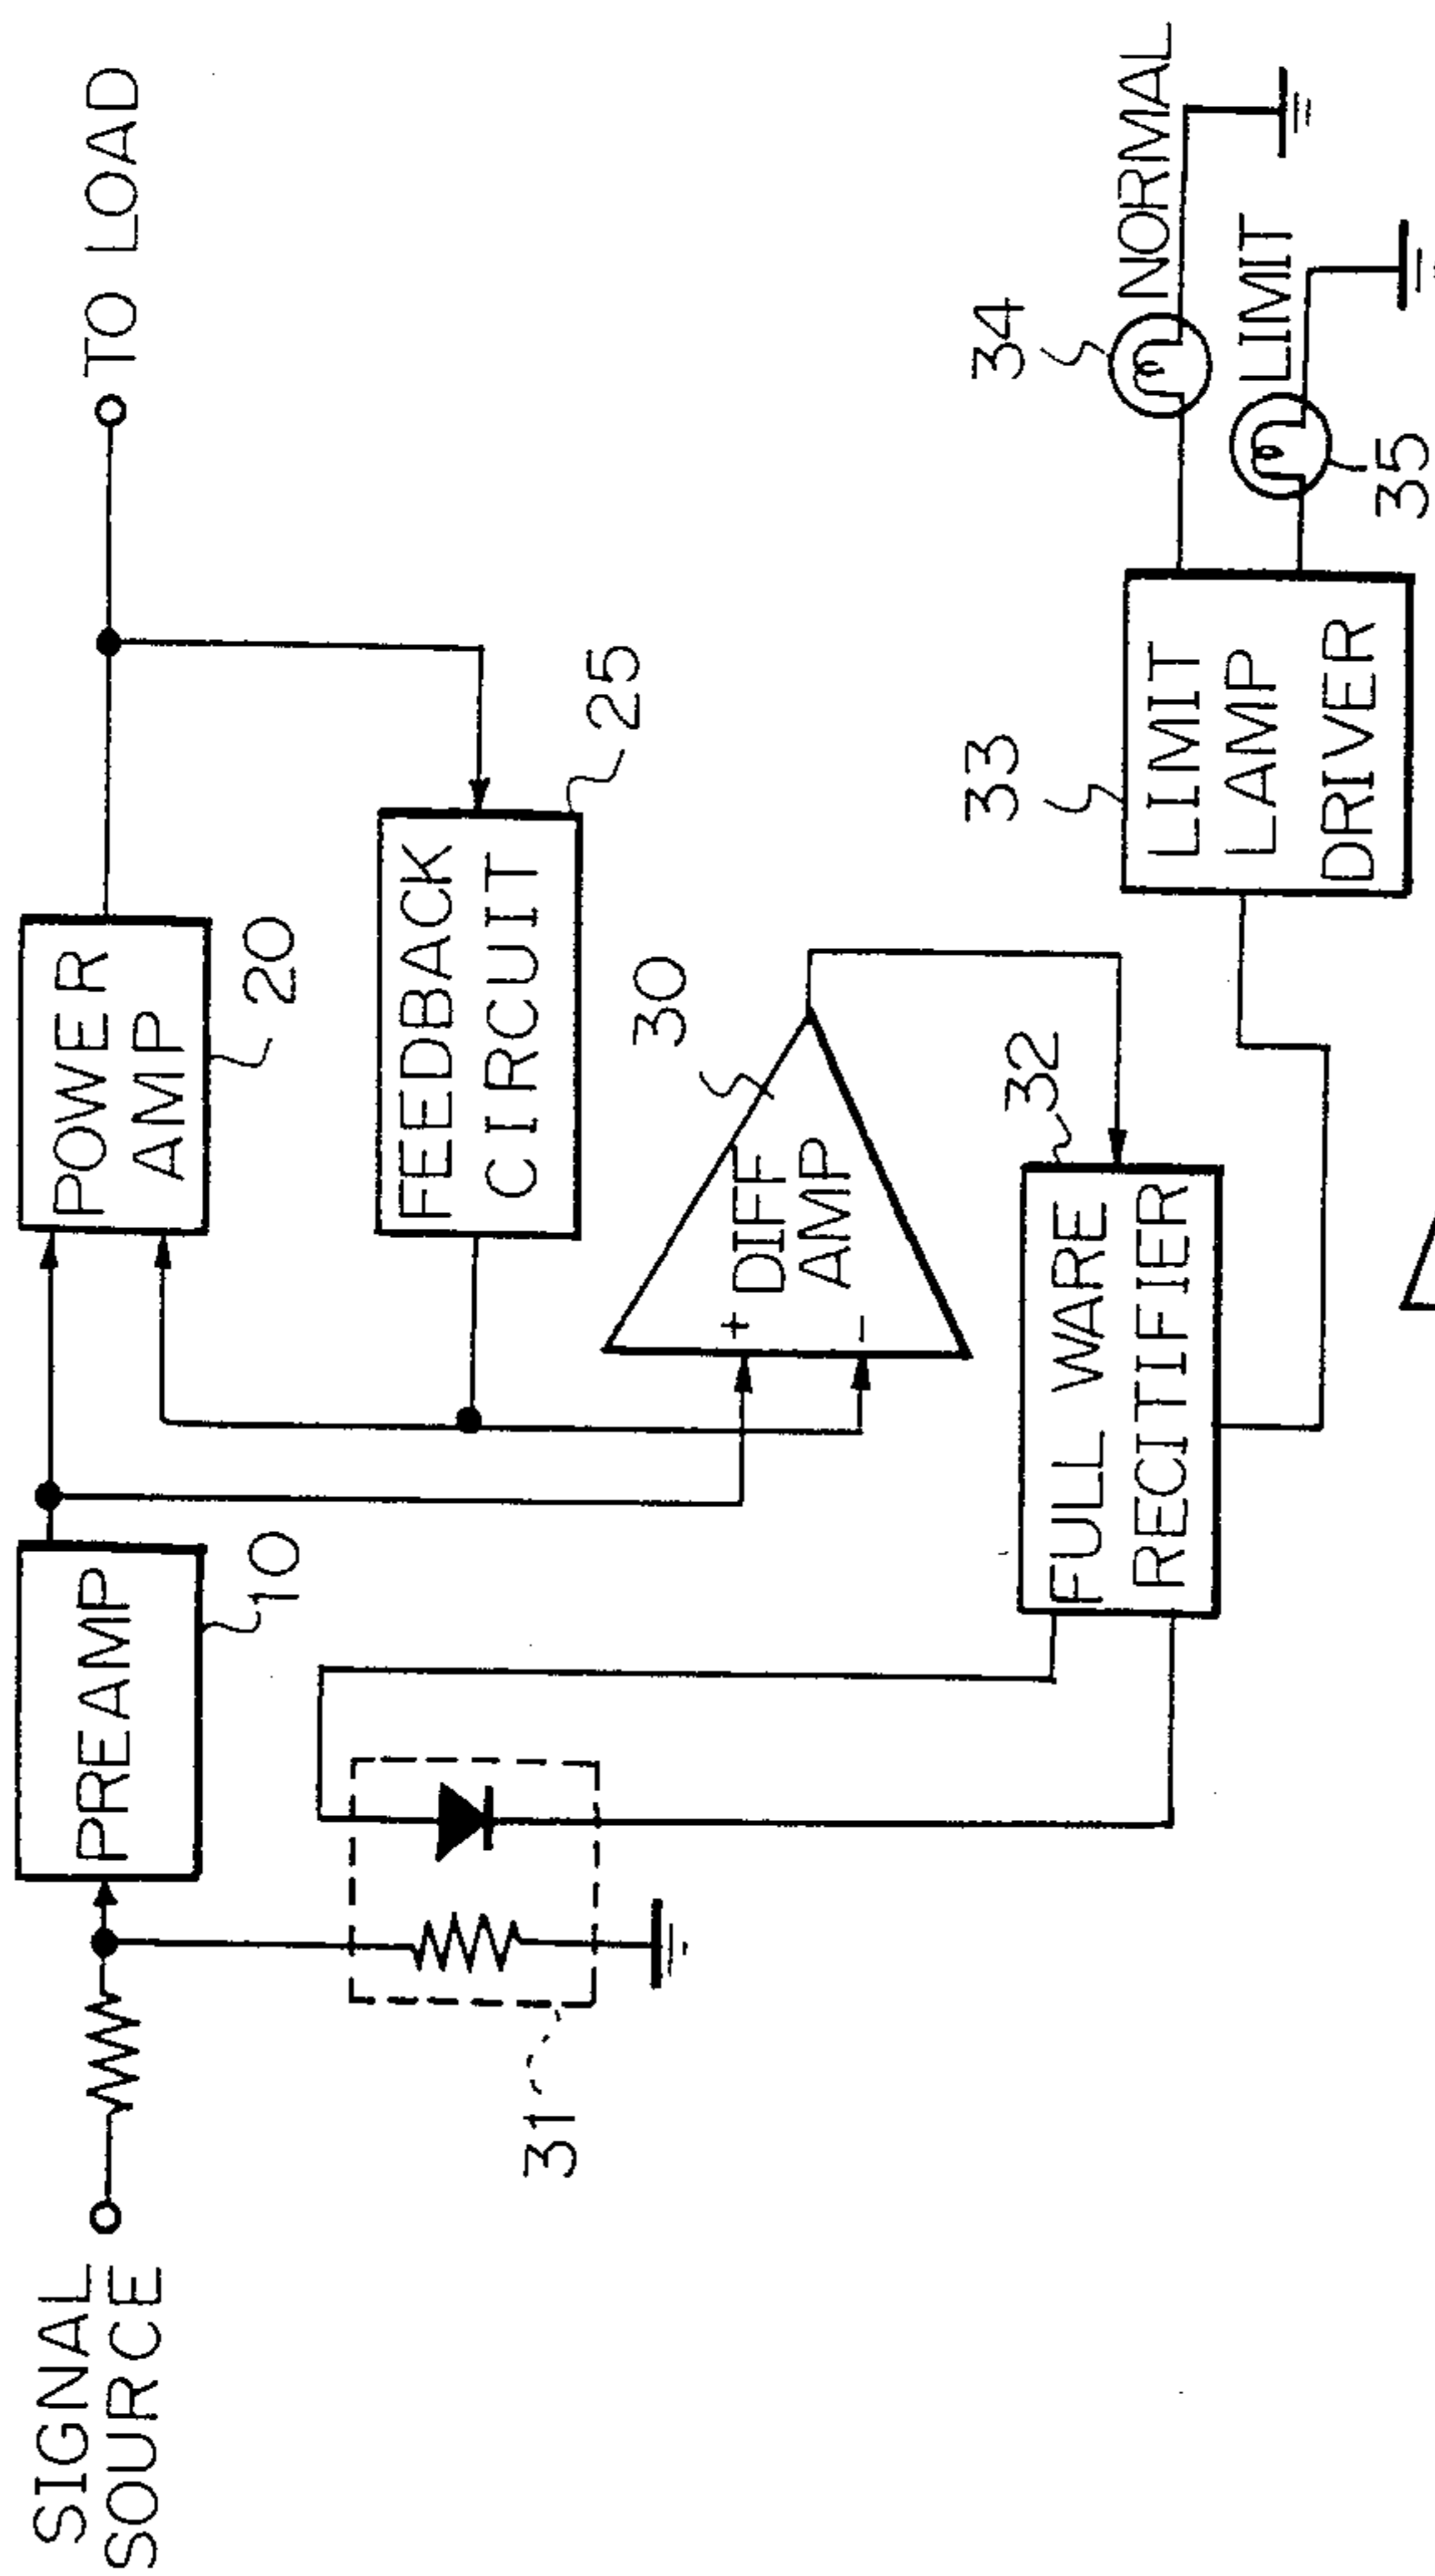 SIGNAL
SOURCE
PREAMP
10
POWER
AMP
20
TO LOAD
FEEDBACK
CIRCUIT
25
31
+
-
DIFF
AMP
30
FULL WARE
RECITIFIER
32
LIMIT
LAMP
DRIVER
33
34
NORMAL
LIMIT
35